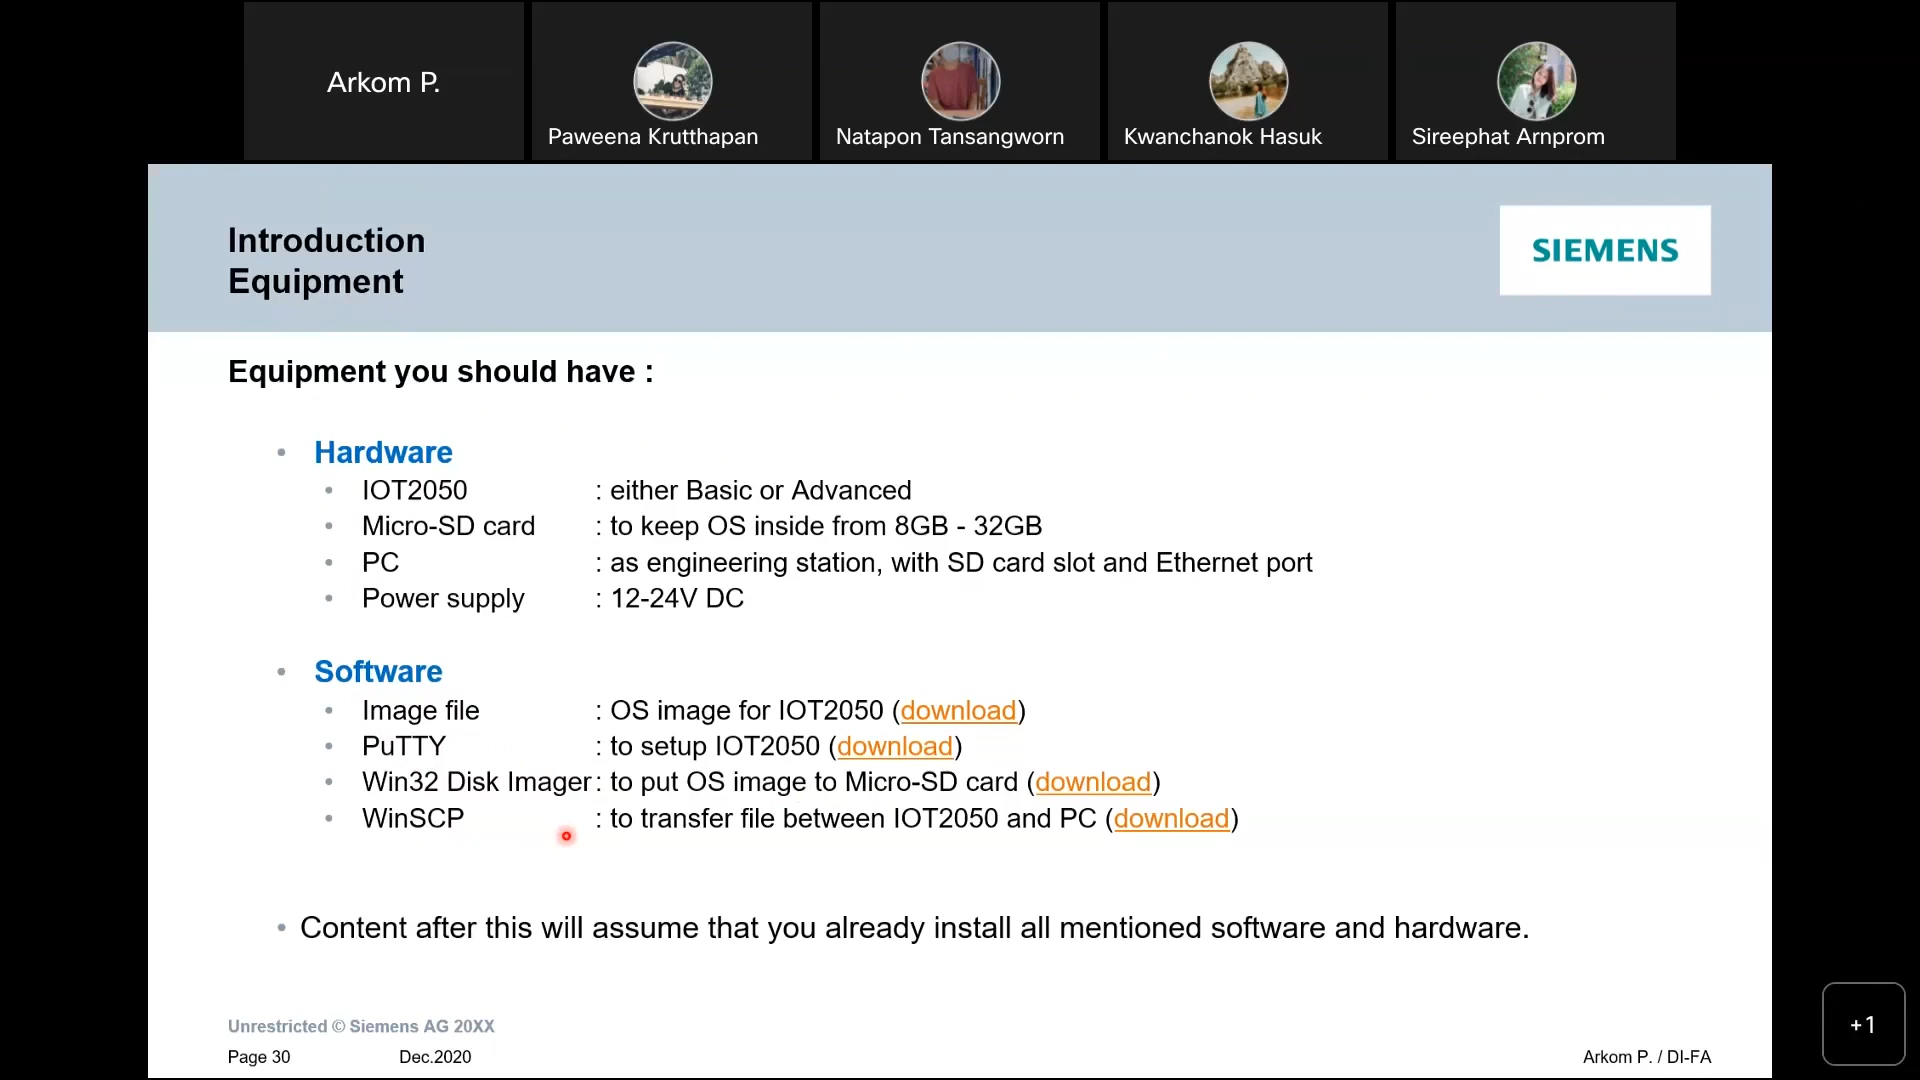 Arkom P.
Paweena Krutthapan
Natapon Tansangworn
Kwanchanok Hasuk
Sireephat Arnprom
Introduction
Equipment
SIEMENS
Equipment you should have :
• Hardware
• IOT2050 : either Basic or Advanced
• Micro-SD card : to keep OS inside from 8GB - 32GB
• PC : as engineering station, with SD card slot and Ethernet port
• Power supply : 12-24V DC
• Software
• Image file : OS image for IOT2050 (download)
• PuTTY : to setup IOT2050 (download)
• Win32 Disk Imager : to put OS image to Micro-SD card (download)
• WinSCP : to transfer file between IOT2050 and PC (download)
• Content after this will assume that you already install all mentioned software and hardware.
Unrestricted © Siemens AG 20XX
Page 30 Dec.2020 Arkom P. / DI-FA
+1